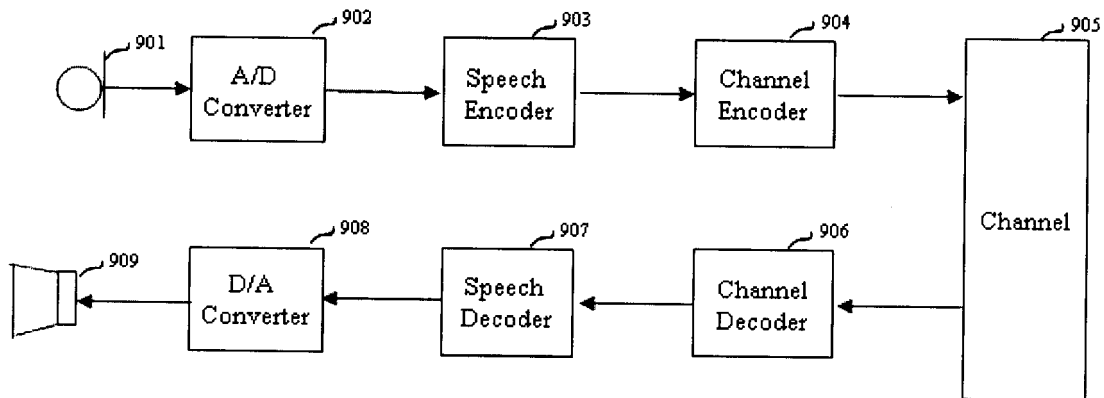 901
902
A/D
Converter
903
Speech
Encoder
904
Channel
Encoder
905
Channel
909
908
D/A
Converter
907
Speech
Decoder
906
Channel
Decoder